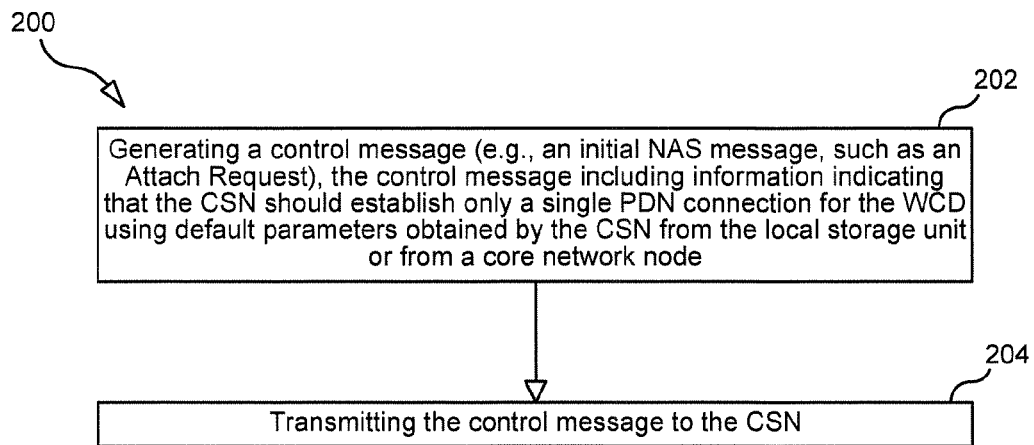 200
202
Generating a control message (e.g., an initial NAS message, such as an
Attach Request), the control message including information indicating
that the CSN should establish only a single PDN connection for the WCD
using default parameters obtained by the CSN from the local storage unit
or from a core network node
204
Transmitting the control message to the CSN